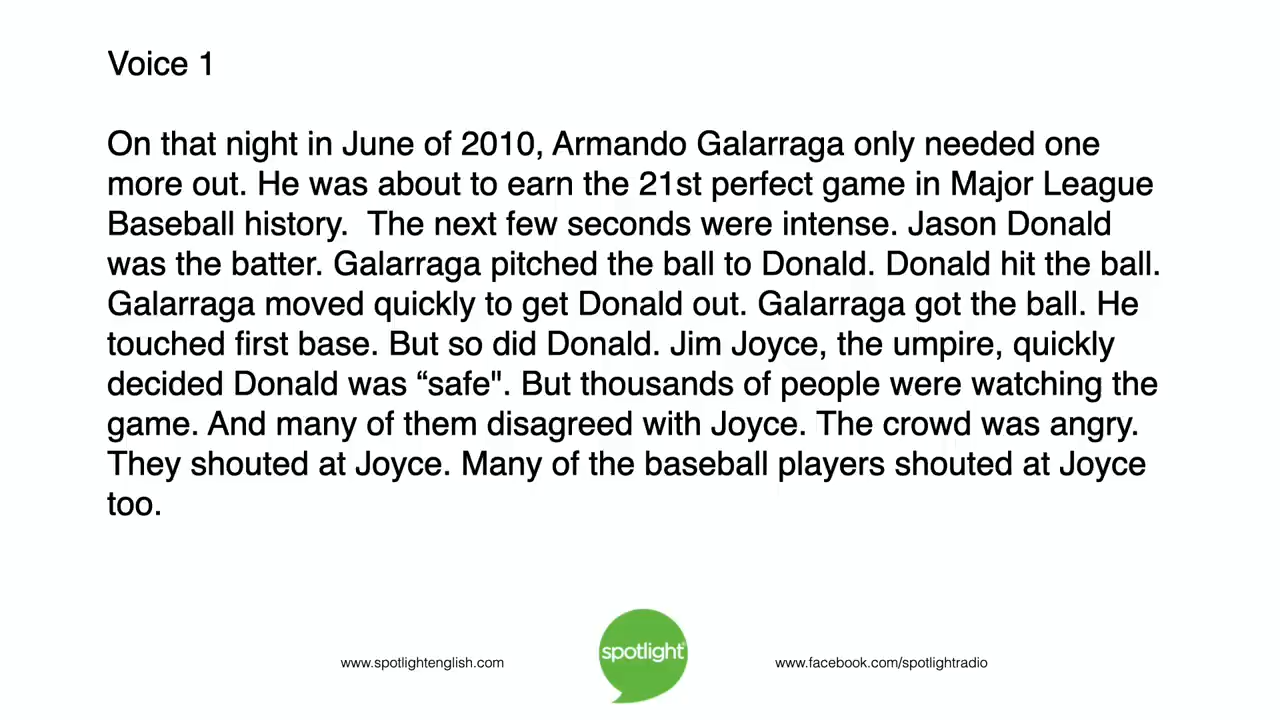 Voice 1
On that night in June of 2010, Armando Galarraga only needed one
more out. He was about to earn the 21st perfect game in Major League
Baseball history.  The next few seconds were intense. Jason Donald
was the batter. Galarraga pitched the ball to Donald. Donald hit the ball.
Galarraga moved quickly to get Donald out. Galarraga got the ball. He
touched first base. But so did Donald. Jim Joyce, the umpire, quickly
decided Donald was “safe". But thousands of people were watching the
game. And many of them disagreed with Joyce. The crowd was angry.
They shouted at Joyce. Many of the baseball players shouted at Joyce
too.
www.spotlightenglish.com
spotlight®
www.facebook.com/spotlightradio